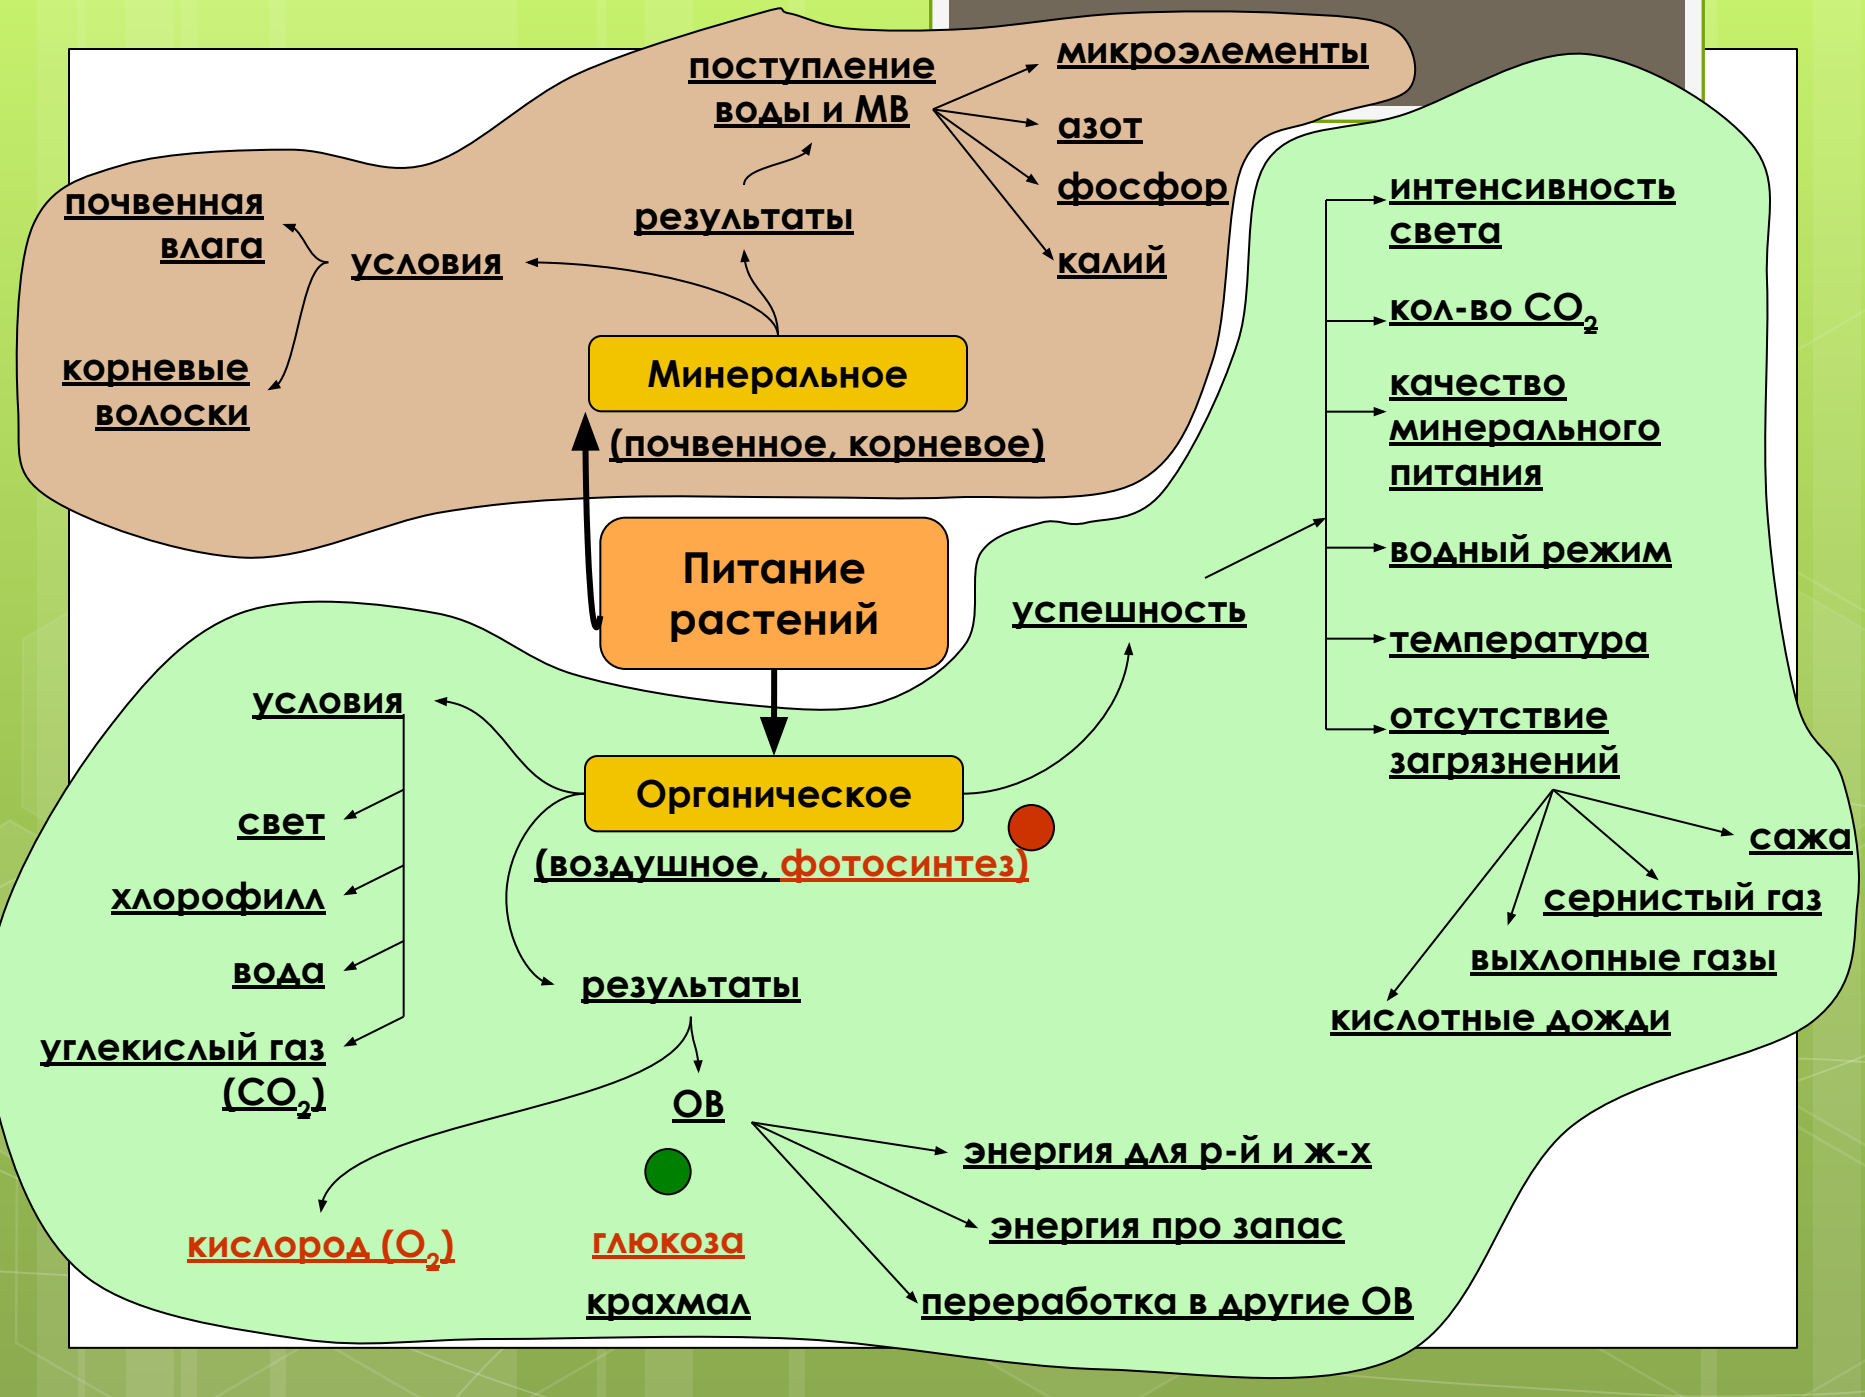 поступление
воды и МВ
микроэлементы
азот
фосфор
калий
почвенная
влага
условия
результаты
корневые
волоски
Минеральное
(почвенное, корневое)
Питание
растений
успешность
интенсивность
света
кол-во СО₂
качество
минерального
питания
водный режим
температура
отсутствие
загрязнений
сажа
сернистый газ
выхлопные газы
кислотные дожди
Органическое
(воздушное, фотосинтез)
условия
свет
хлорофилл
вода
углекислый газ
(СО₂)
результаты
ОВ
кислород (О₂)
глюкоза
крахмал
энергия для р-й и ж-х
энергия про запас
переработка в другие ОВ